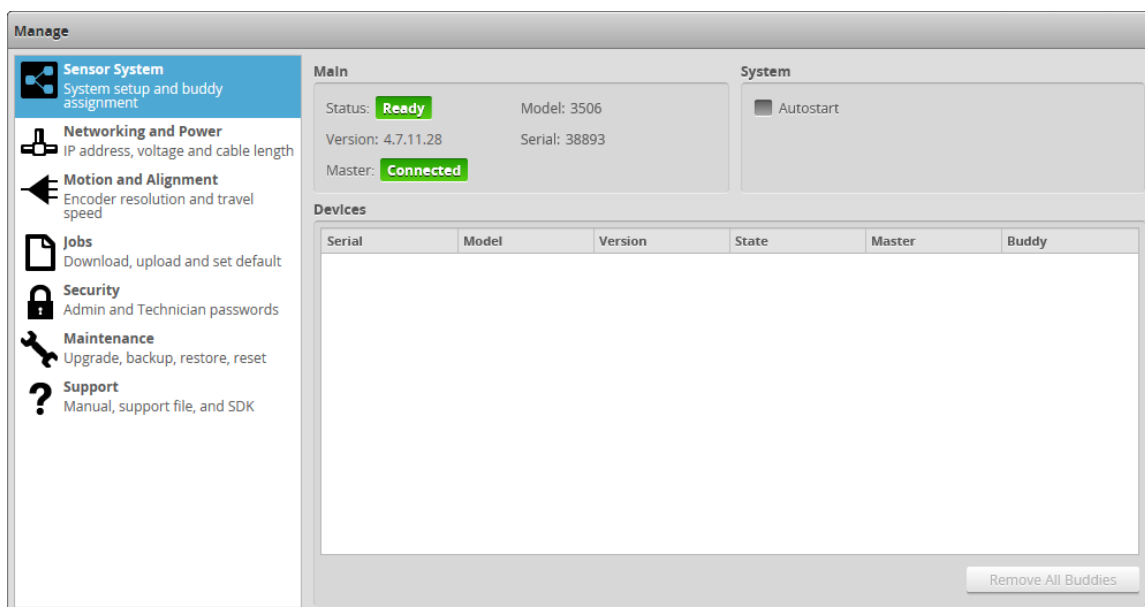 Manage
Sensor System
System setup and buddy
assignment
Networking and Power
IP address, voltage and cable length
Motion and Alignment
Encoder resolution and travel
speed
Jobs
Download, upload and set default
Security
Admin and Technician passwords
Maintenance
Upgrade, backup, restore, reset
Support
Manual, support file, and SDK
Main
Status: Ready Model: 3506
Version: 4.7.11.28 Serial: 38893
Master: Connected
System
Autostart
Devices
Serial Model Version State Master Buddy
Remove All Buddies